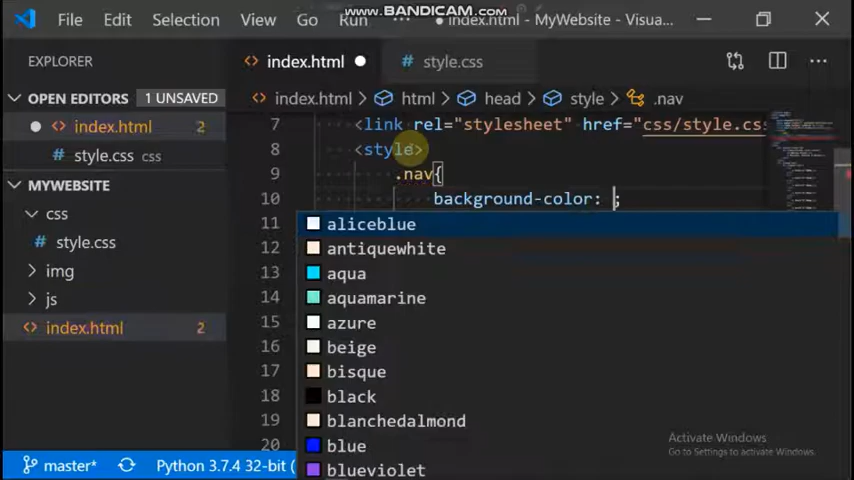 www.BANDICAM.com
File Edit Selection View Go Run ... ● index.html - MyWebsite - Visua...
EXPLORER
index.html ●
style.css
OPEN EDITORS 1 UNSAVED
index.html 2
style.css css
MYWEBSITE
css
style.css
img
js
index.html 2
index.html > html > head > style > .nav
7 <link rel="stylesheet" href="css/style.css
8 <style>
9 .nav{
10 background-color: ;
11 aliceblue
12 antiquewhite
13 aqua
14 aquamarine
15 azure
16 beige
17 bisque
18 black
19 blanchedalmond
20 blue
blueviolet
Activate Windows
Go to Settings to activate Windows.
master* Python 3.7.4 32-bit (